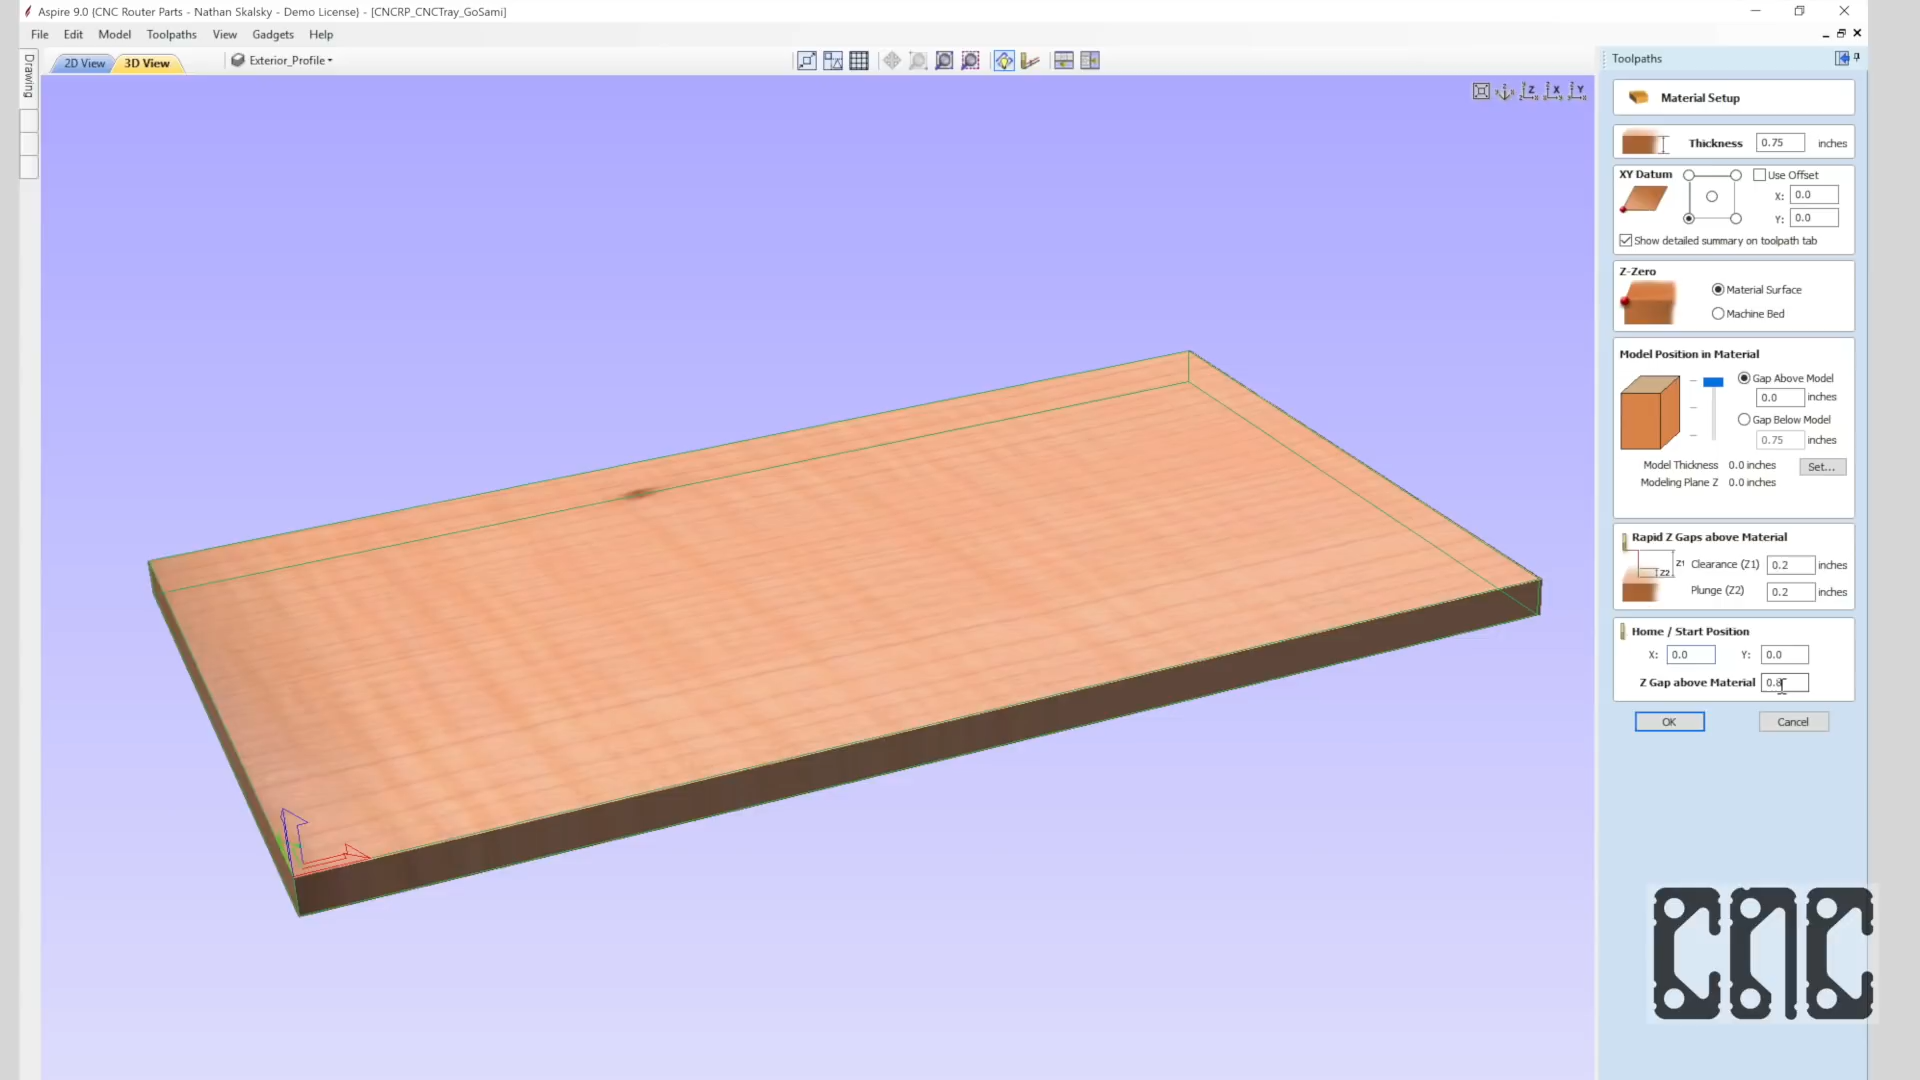 Aspire 9.0 (CNC Router Parts - Nathan Skalsky - Demo License) - [CNCRP_CNCTray_GoSami]
File Edit Model Toolpaths View Gadgets Help
Drawing
2D View 3D View Exterior_Profile
Z X Y
Toolpaths
Material Setup
Thickness 0.75 inches
XY Datum Use Offset
X: 0.0
Y: 0.0
Show detailed summary on toolpath tab
Z-Zero
Material Surface
Machine Bed
Model Position in Material
Gap Above Model
0.0 inches
Gap Below Model
0.75 inches
Model Thickness 0.0 inches Set...
Modeling Plane Z 0.0 inches
Rapid Z Gaps above Material
Z1 Clearance (Z1) 0.2 inches
Z2 Plunge (Z2) 0.2 inches
Home / Start Position
X: 0.0 Y: 0.0
Z Gap above Material 0.8
OK Cancel
CNC